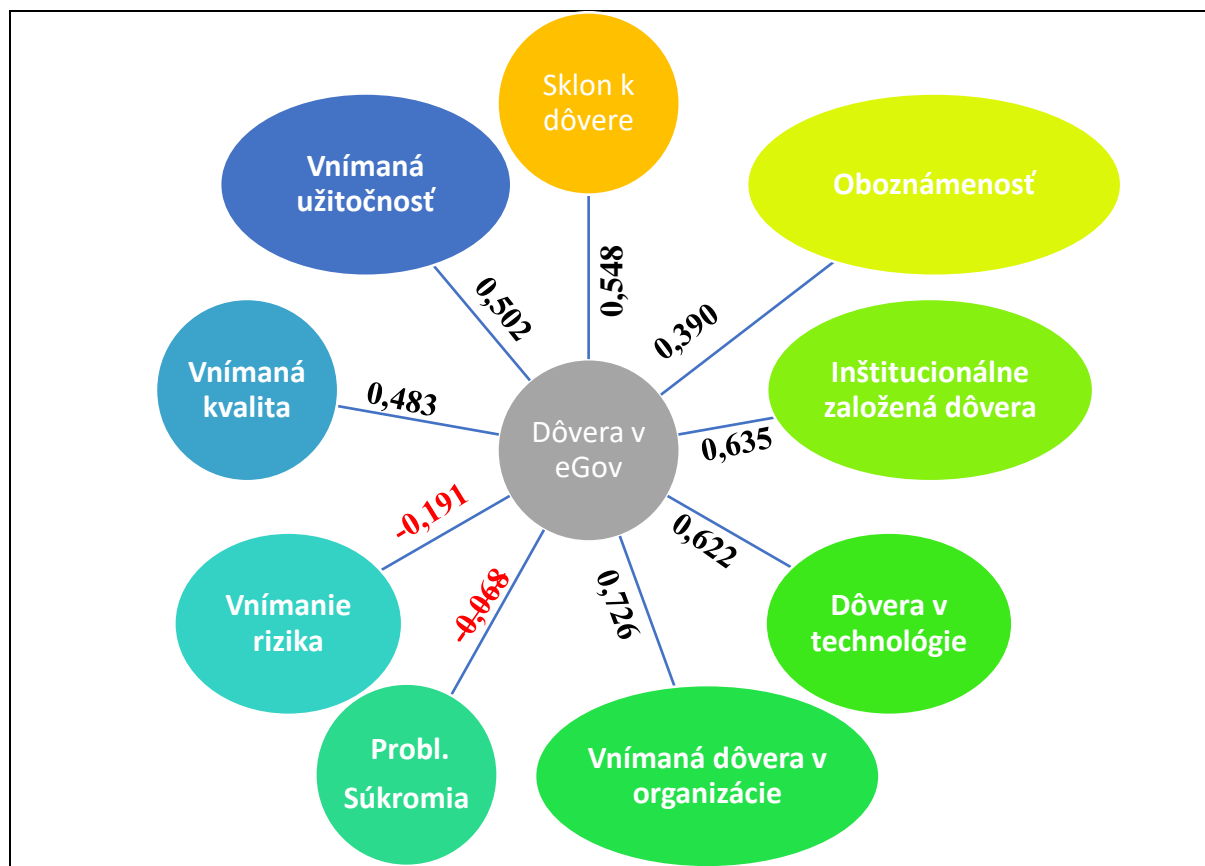 Sklon k
dôvere
Vnímaná
užitočnosť
Oboznámenosť
0,548
0,502
0,390
Vnímaná
kvalita
0,483
Inštitucionálne
založená dôvera
0,635
Dôvera v
eGov
-0,191
0,622
-0,068
0,726
Vnímanie
rizika
Dôvera v
technológie
Probl.
Súkromia
Vnímaná dôvera v
organizácie